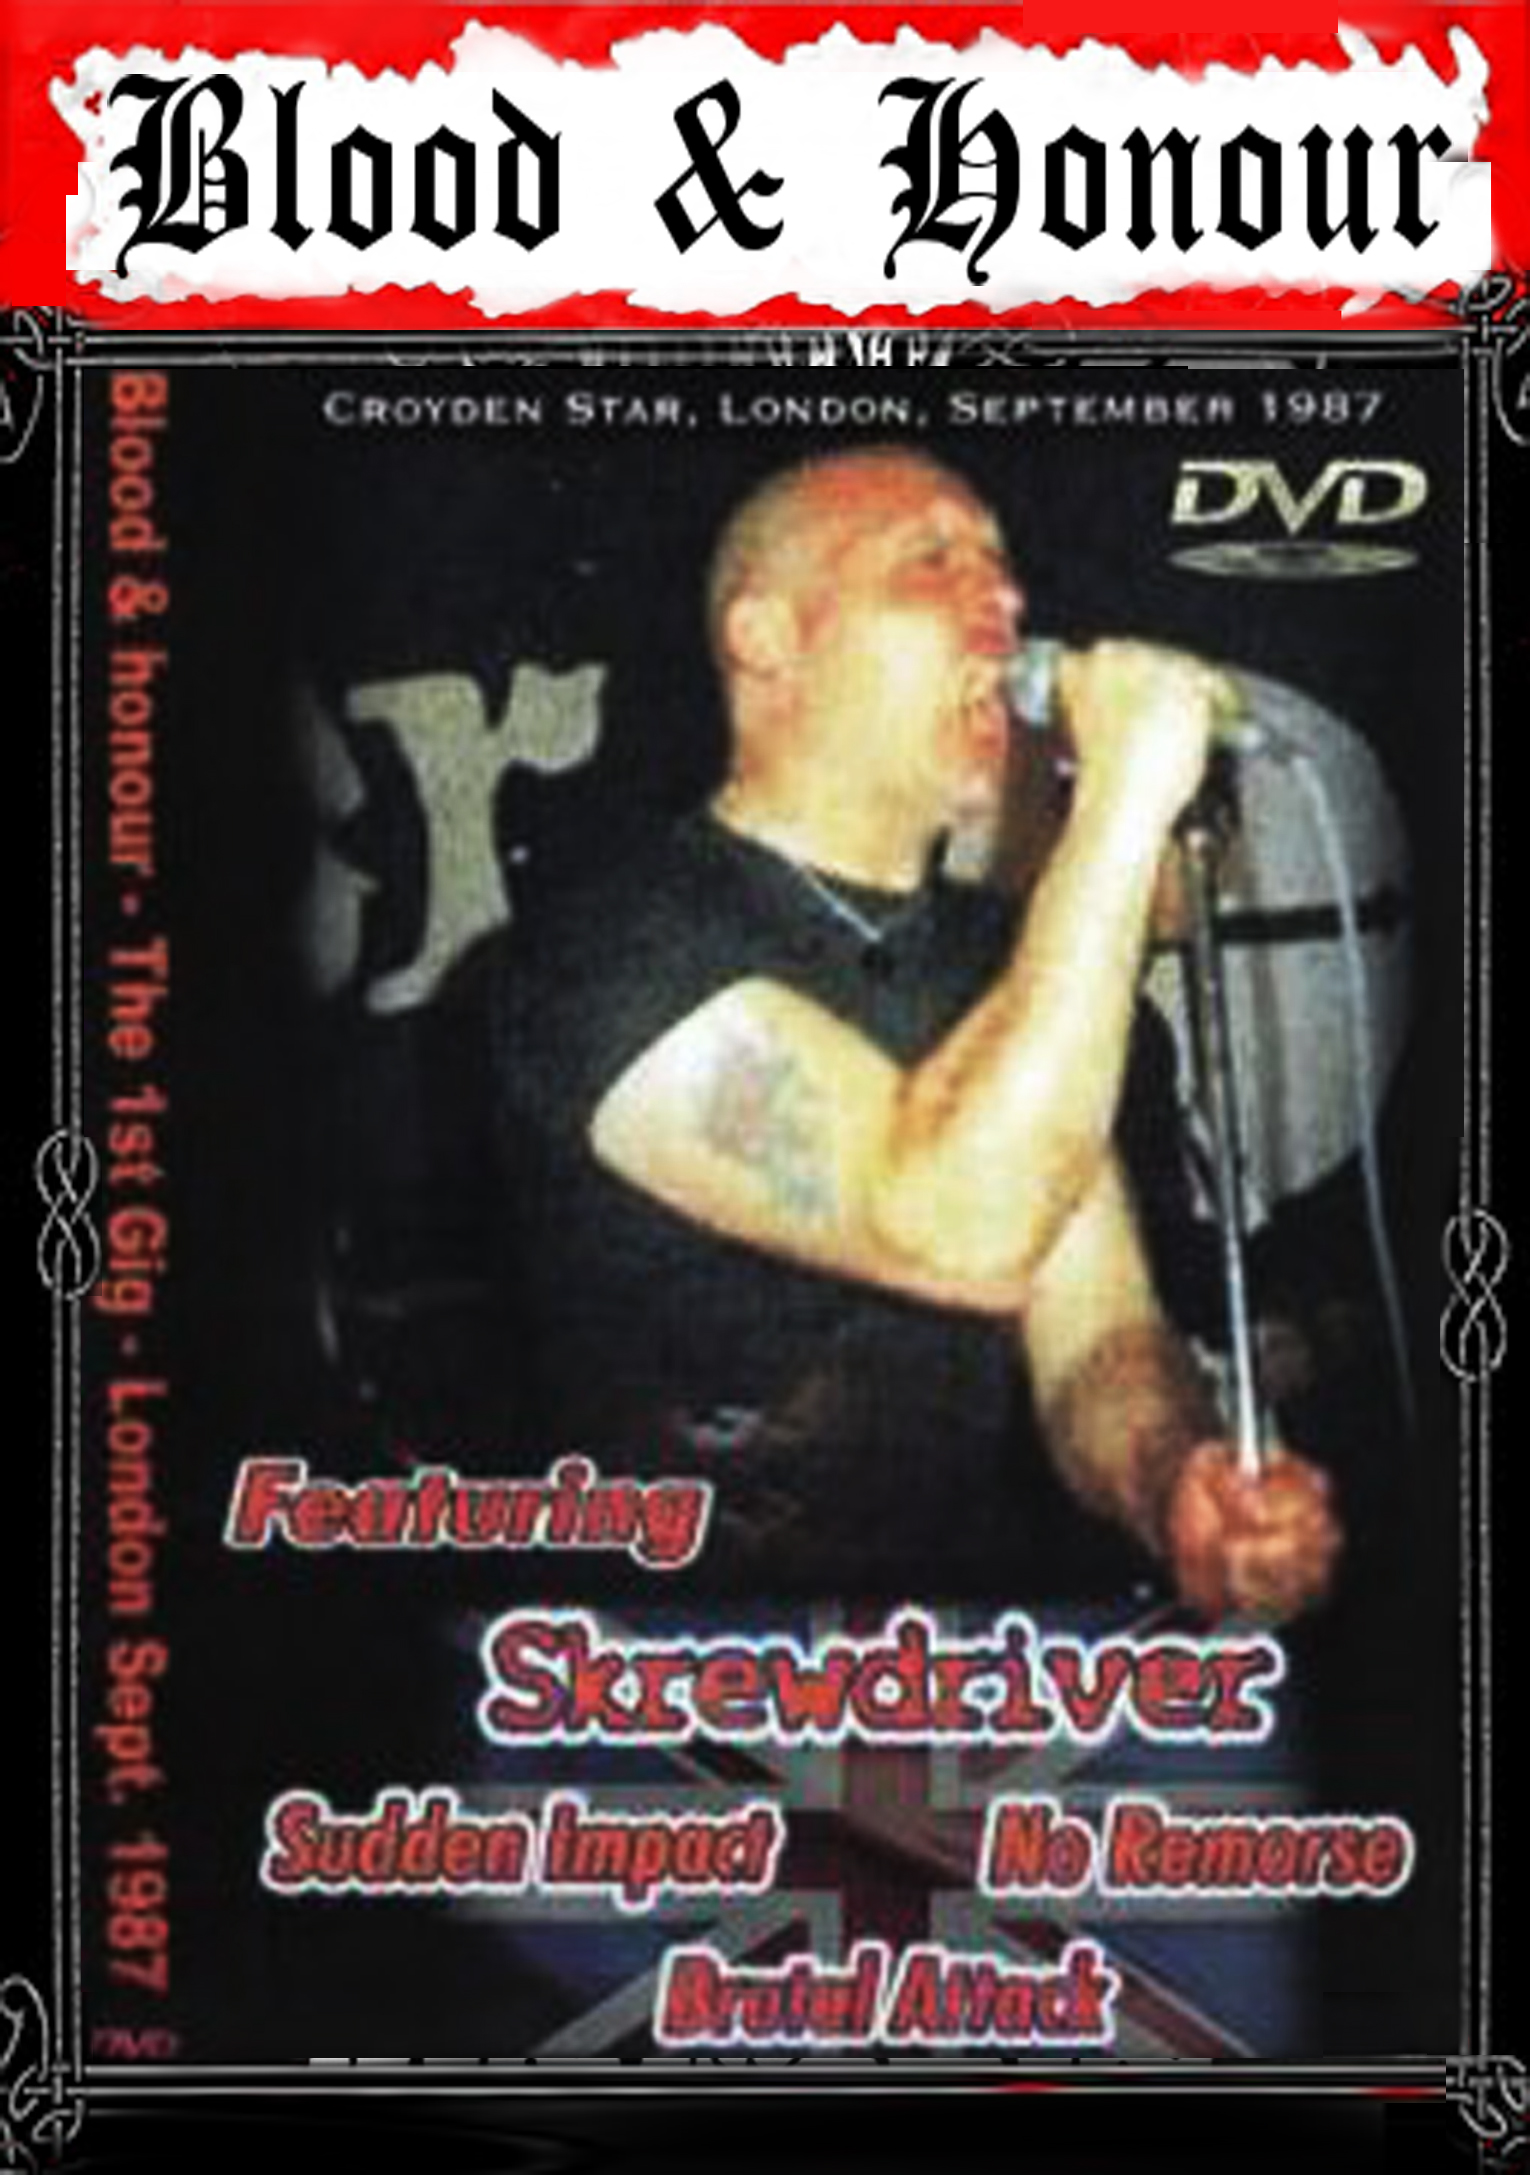 Blood & Honour
CROYDEN STAR, LONDON, SEPTEMBER 1987
DVD
Blood & honour - The 1st Gig - London Sept. 1987
r
Featuring
Skrewdriver
Sudden Impact
No Remorse
Brutal Attack
DVD